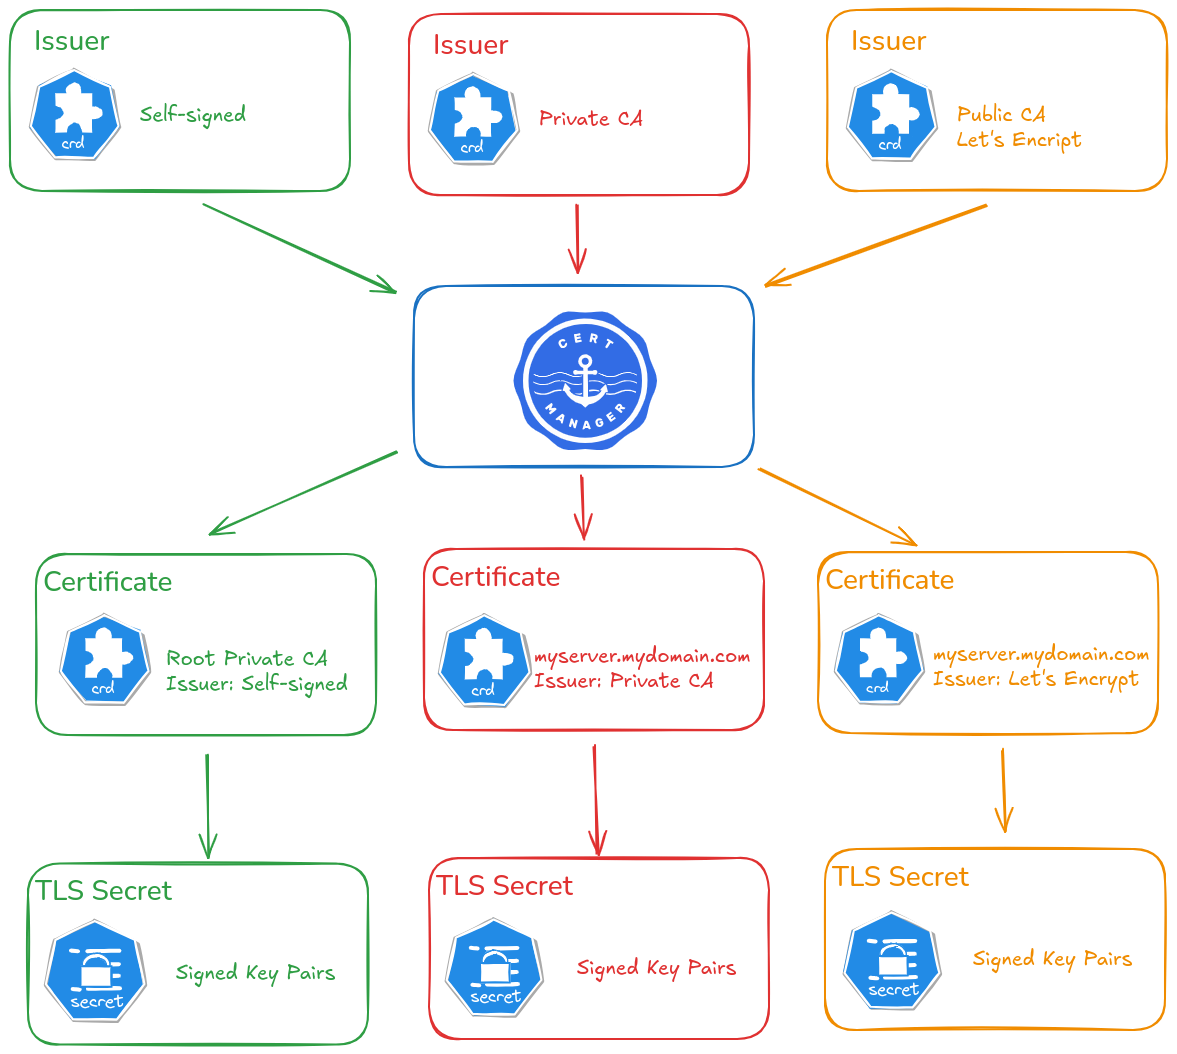 Issuer
crd
Self-signed
Issuer
crd
Private CA
Issuer
crd
Public CA
Let's Encript
CERT
MANAGER
Certificate
crd
Root Private CA
Issuer: Self-signed
Certificate
crd
myserver.mydomain.com
Issuer: Private CA
Certificate
crd
myserver.mydomain.com
Issuer: Let's Encrypt
TLS Secret
secret
Signed Key Pairs
TLS Secret
secret
Signed Key Pairs
TLS Secret
secret
Signed Key Pairs